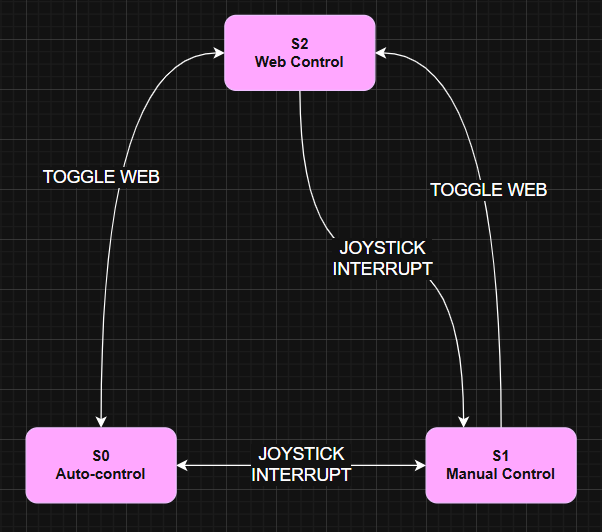 S2
Web Control
TOGGLE WEB
TOGGLE WEB
JOYSTICK
INTERRUPT
S0
Auto-control
JOYSTICK
INTERRUPT
S1
Manual Control